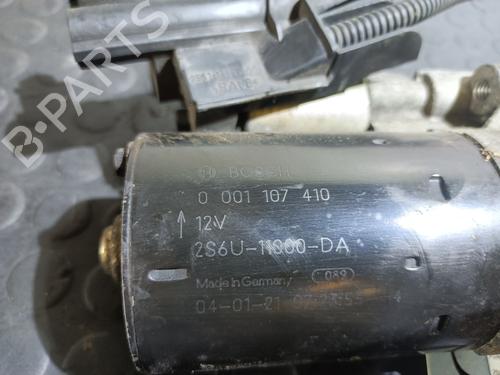 B-PARTS
BOSCH
0 001 107 410
12V
2S6U-11000-DA
Made in Germany 089
04-01-21